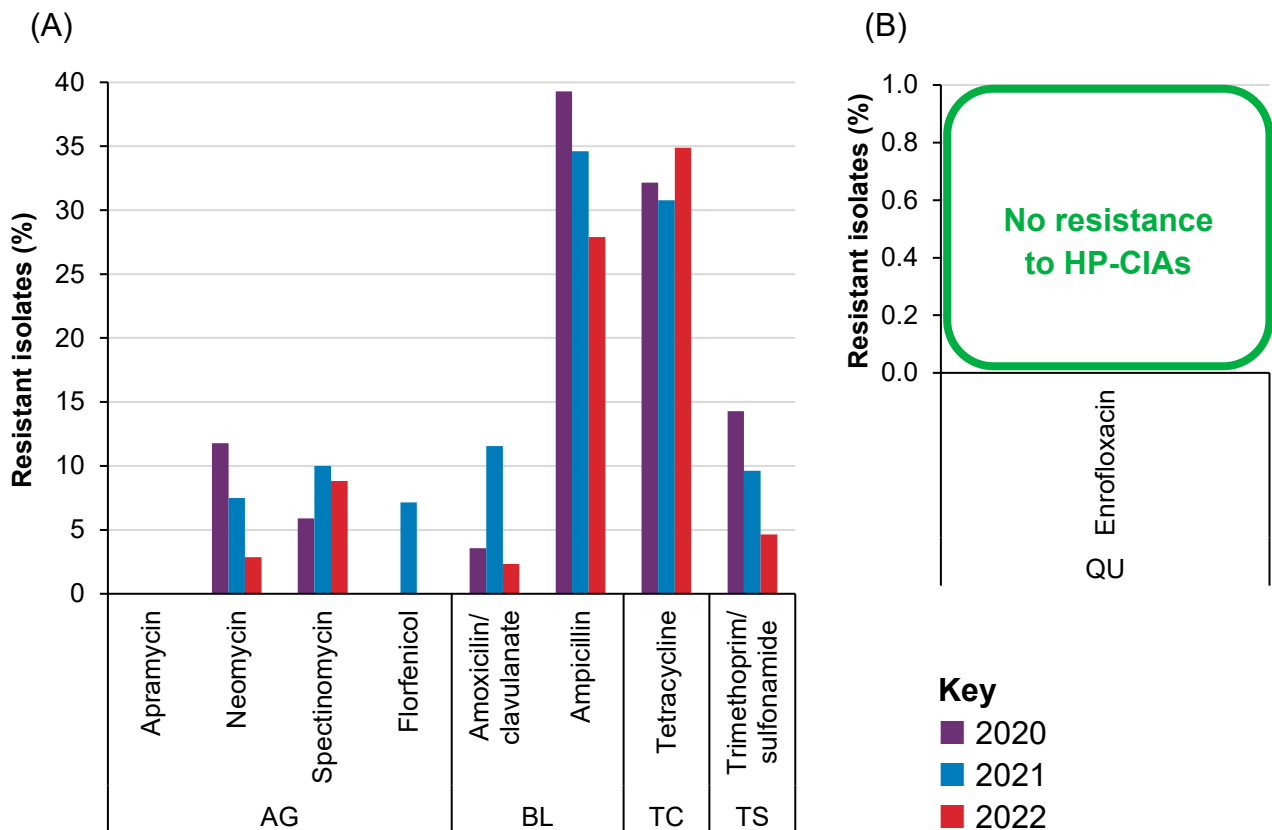 (A)
Resistant isolates (%)
40
35
30
25
20
15
10
5
0
Apramycin
Neomycin
Spectinomycin
Florfenicol
Amoxicilin/
clavulanate
Ampicillin
Tetracycline
Trimethoprim/
sulfonamide
AG
BL
TC
TS
(B)
Resistant isolates (%)
1.0
0.8
0.6
0.4
0.2
0.0
No resistance
to HP-CIAs
Enrofloxacin
QU
Key
2020
2021
2022